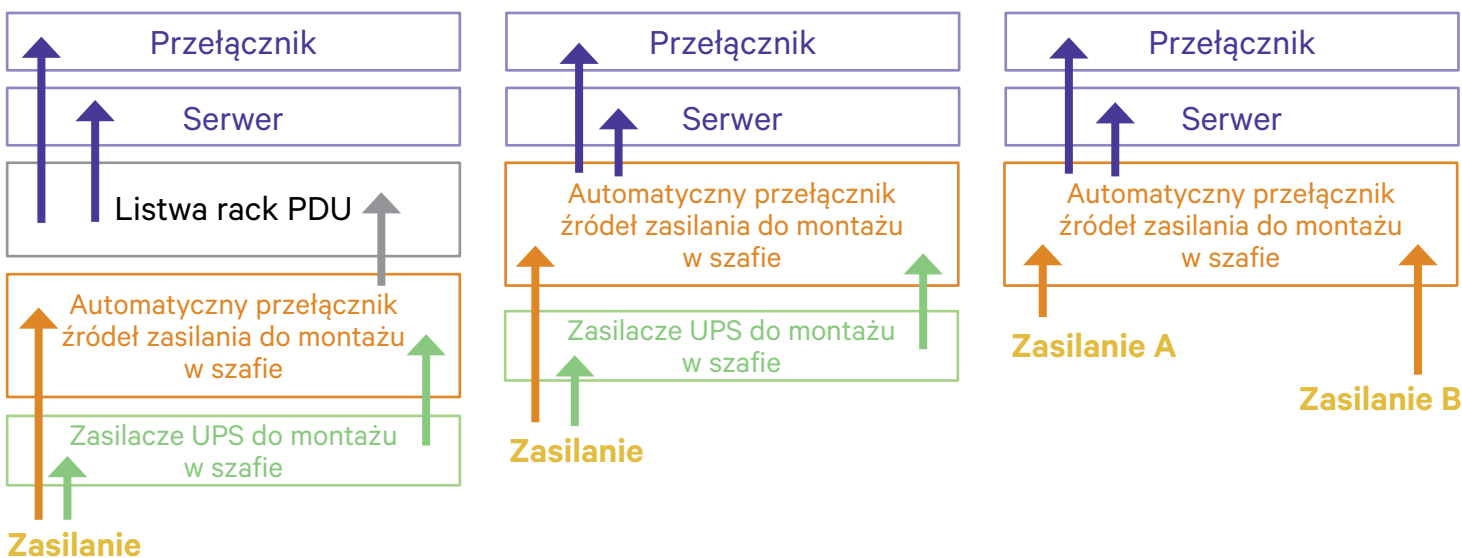 Przełącznik
Serwer
Listwa rack PDU
Automatyczny przełącznik
źródeł zasilania do montażu
w szafie
Zasilacze UPS do montażu
w szafie
Zasilanie
Przełącznik
Serwer
Automatyczny przełącznik
źródeł zasilania do montażu
w szafie
Zasilacze UPS do montażu
w szafie
Zasilanie
Przełącznik
Serwer
Automatyczny przełącznik
źródeł zasilania do montażu
w szafie
Zasilanie A
Zasilanie B